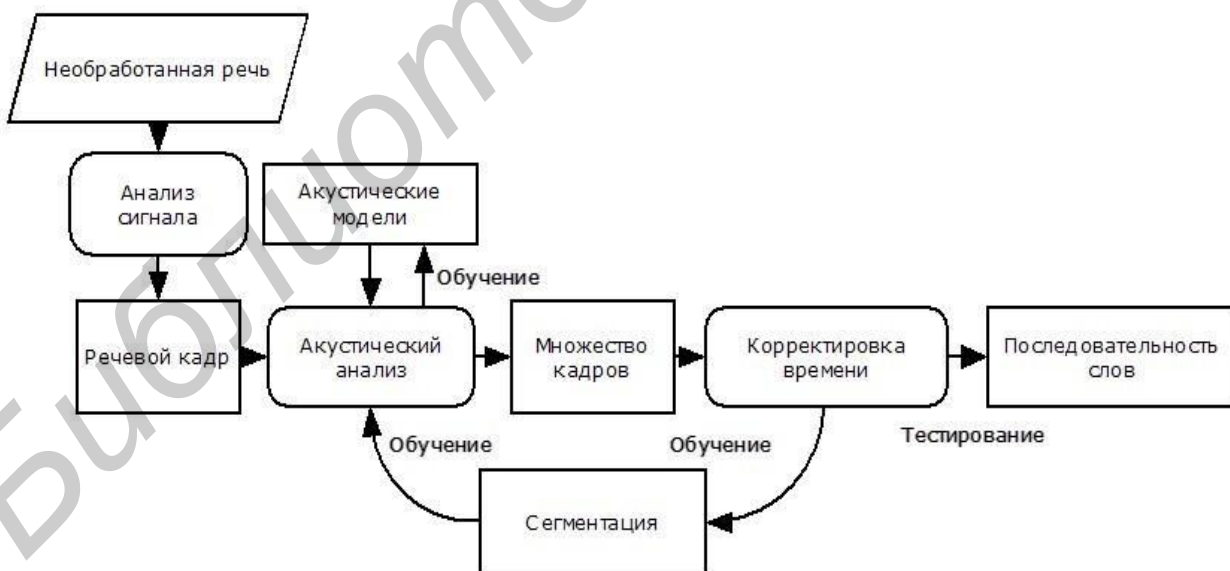 Необработанная речь
Анализ
сигнала
Акустические
модели
Обучение
Речевой кадр
Акустический
анализ
Множество
кадров
Корректировка
времени
Последовательность
слов
Обучение
Обучение
Тестирование
Сегментация